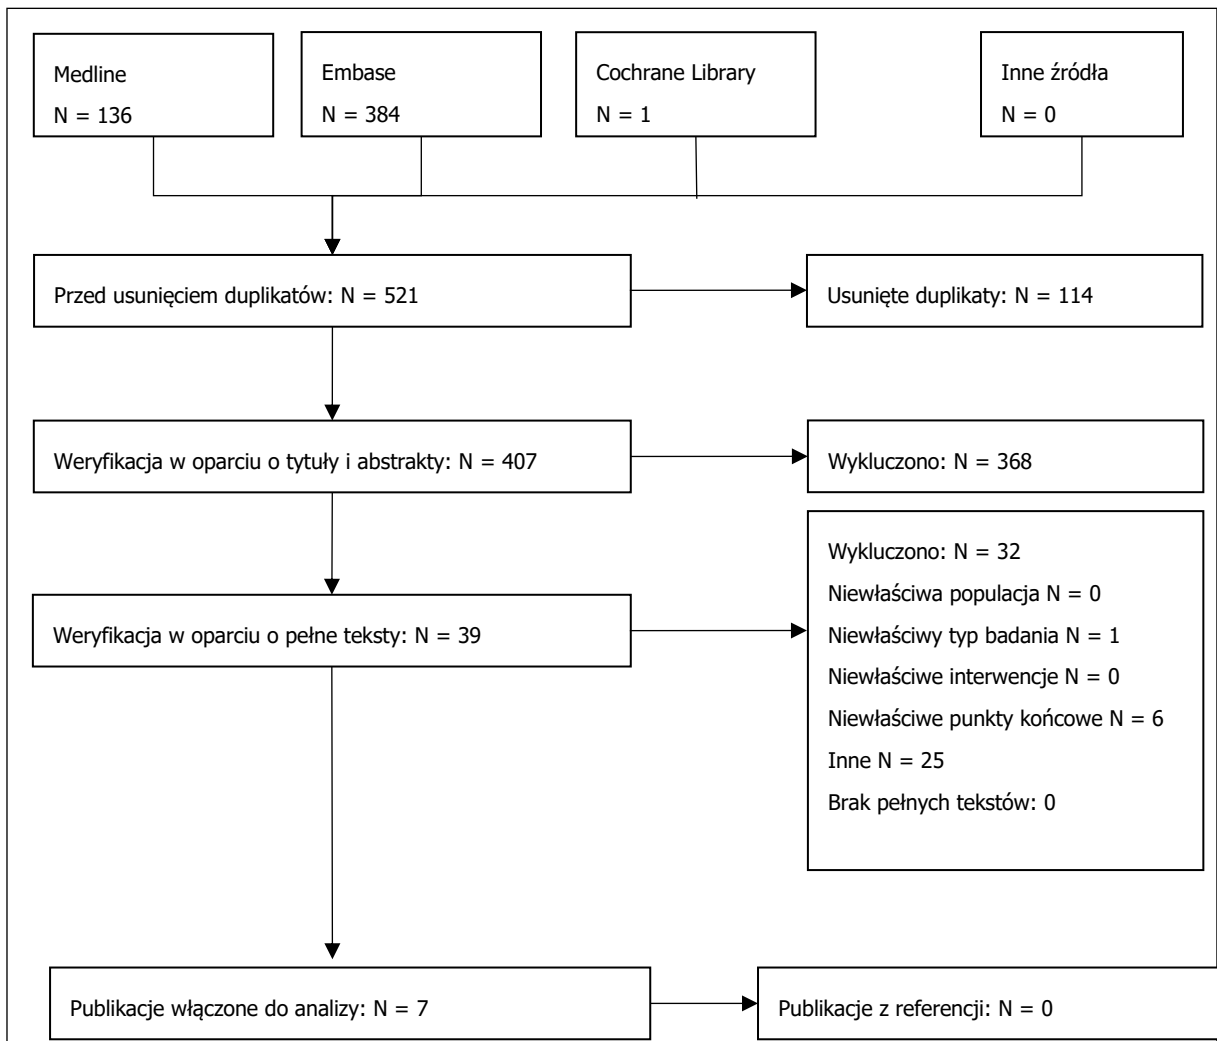 Medline
N = 136
Embase
N = 384
Cochrane Library
N = 1
Inne źródła
N = 0
Przed usunięciem duplikatów: N = 521
Usunięte duplikaty: N = 114
Weryfikacja w oparciu o tytuły i abstrakty: N = 407
Wykluczono: N = 368
Weryfikacja w oparciu o pełne teksty: N = 39
Wykluczono: N = 32
Niewłaściwa populacja N = 0
Niewłaściwy typ badania N = 1
Niewłaściwe interwencje N = 0
Niewłaściwe punkty końcowe N = 6
Inne N = 25
Brak pełnych tekstów: 0
Publikacje włączone do analizy: N = 7
Publikacje z referencji: N = 0